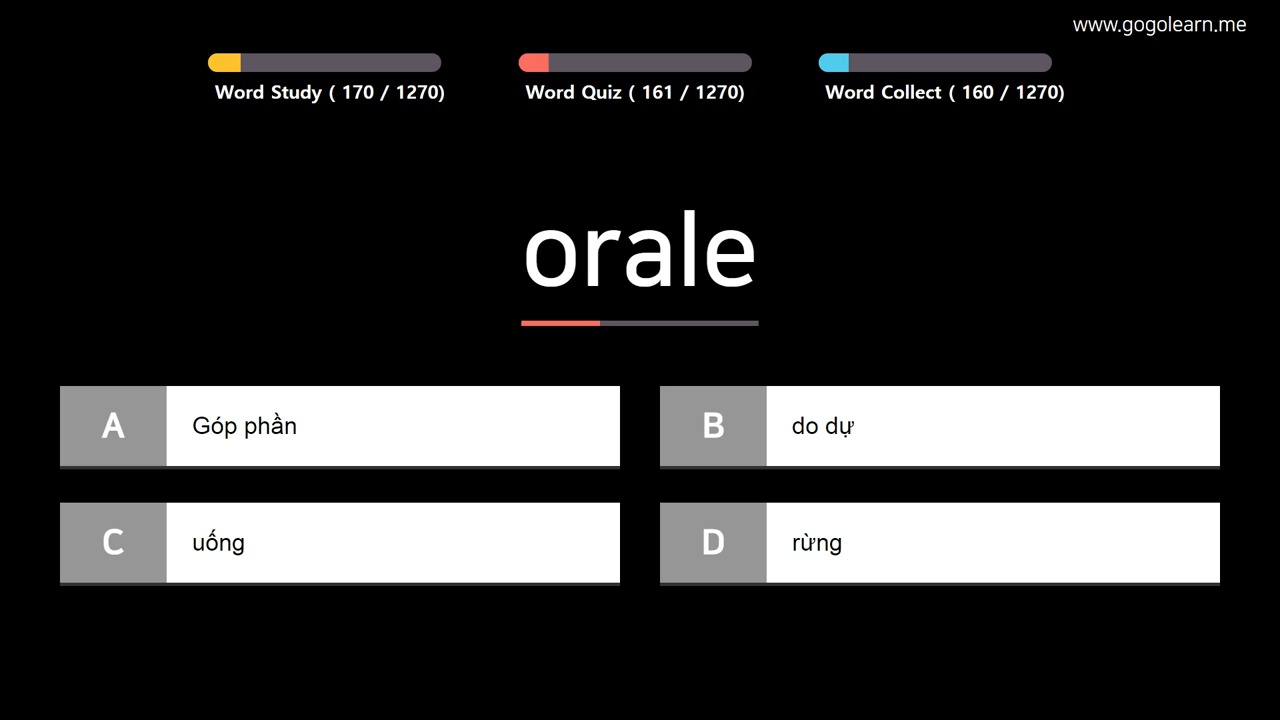 www.gogolearn.me
Word Study ( 170 / 1270)
Word Quiz ( 161 / 1270)
Word Collect ( 160 / 1270)
orale
A
Góp phần
B
do dự
C
uống
D
rừng